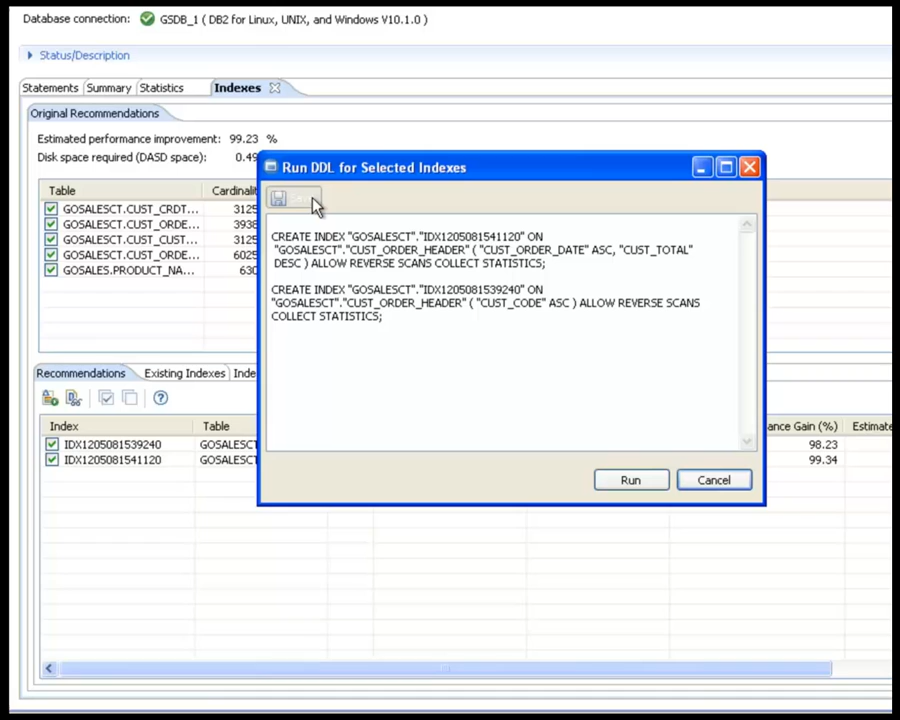 Database connection: GSDB_1 ( DB2 for Linux, UNIX, and Windows V10.1.0 )
Status/Description
Statements Summary Statistics Indexes
Original Recommendations
Estimated performance improvement: 99.23 %
Disk space required (DASD space): 0.49
Run DDL for Selected Indexes
Table Cardinalit
GOSALESCT.CUST_CRDT... 3125
GOSALESCT.CUST_ORDE... 3938
GOSALESCT.CUST_CUST... 3125
GOSALESCT.CUST_ORDE... 6025
GOSALES.PRODUCT_NA... 630
CREATE INDEX "GOSALESCT"."IDX1205081541120" ON
"GOSALESCT"."CUST_ORDER_HEADER" ( "CUST_ORDER_DATE" ASC, "CUST_TOTAL"
DESC ) ALLOW REVERSE SCANS COLLECT STATISTICS;
CREATE INDEX "GOSALESCT"."IDX1205081539240" ON
"GOSALESCT"."CUST_ORDER_HEADER" ( "CUST_CODE" ASC ) ALLOW REVERSE SCANS
COLLECT STATISTICS;
Run Cancel
Recommendations Existing Indexes Inde
Index Table ance Gain (%) Estimate
IDX1205081539240 GOSALESCT 98.23
IDX1205081541120 GOSALESCT 99.34